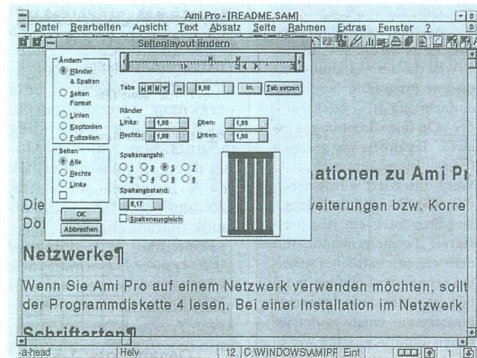 Ami Pro - [README.SAM]
Datei Bearbeiten Ansicht Text Absatz Seite Rahmen Extras Fenster ?
Seitenlayout ändern
Ändern
Ränder & Spalten
Seiten Format
Linien
Kopfzeilen
Fußzeilen
Seiten
Alle
Rechte
Linke
OK
Abbrechen
Tabs 0,00 in. Tab setzen
Ränder
Links: 1,00 Oben: 1,00
Rechts: 1,00 Unten: 1,00
Spaltenanzahl:
1 3 5 7
2 4 6 8
Spaltenabstand:
0,17
Spaltenausgleich
ationen zu Ami Pr
Die weiterungen bzw. Korre
Do
Netzwerke¶
Wenn Sie Ami Pro auf einem Netzwerk verwenden möchten, sollt
der Programmdiskette 4 lesen. Bei einer Installation im Netzwerk
Schriftarten¶
-a-head Helv 12 C:\WINDOWS\AMIPR Einf 1